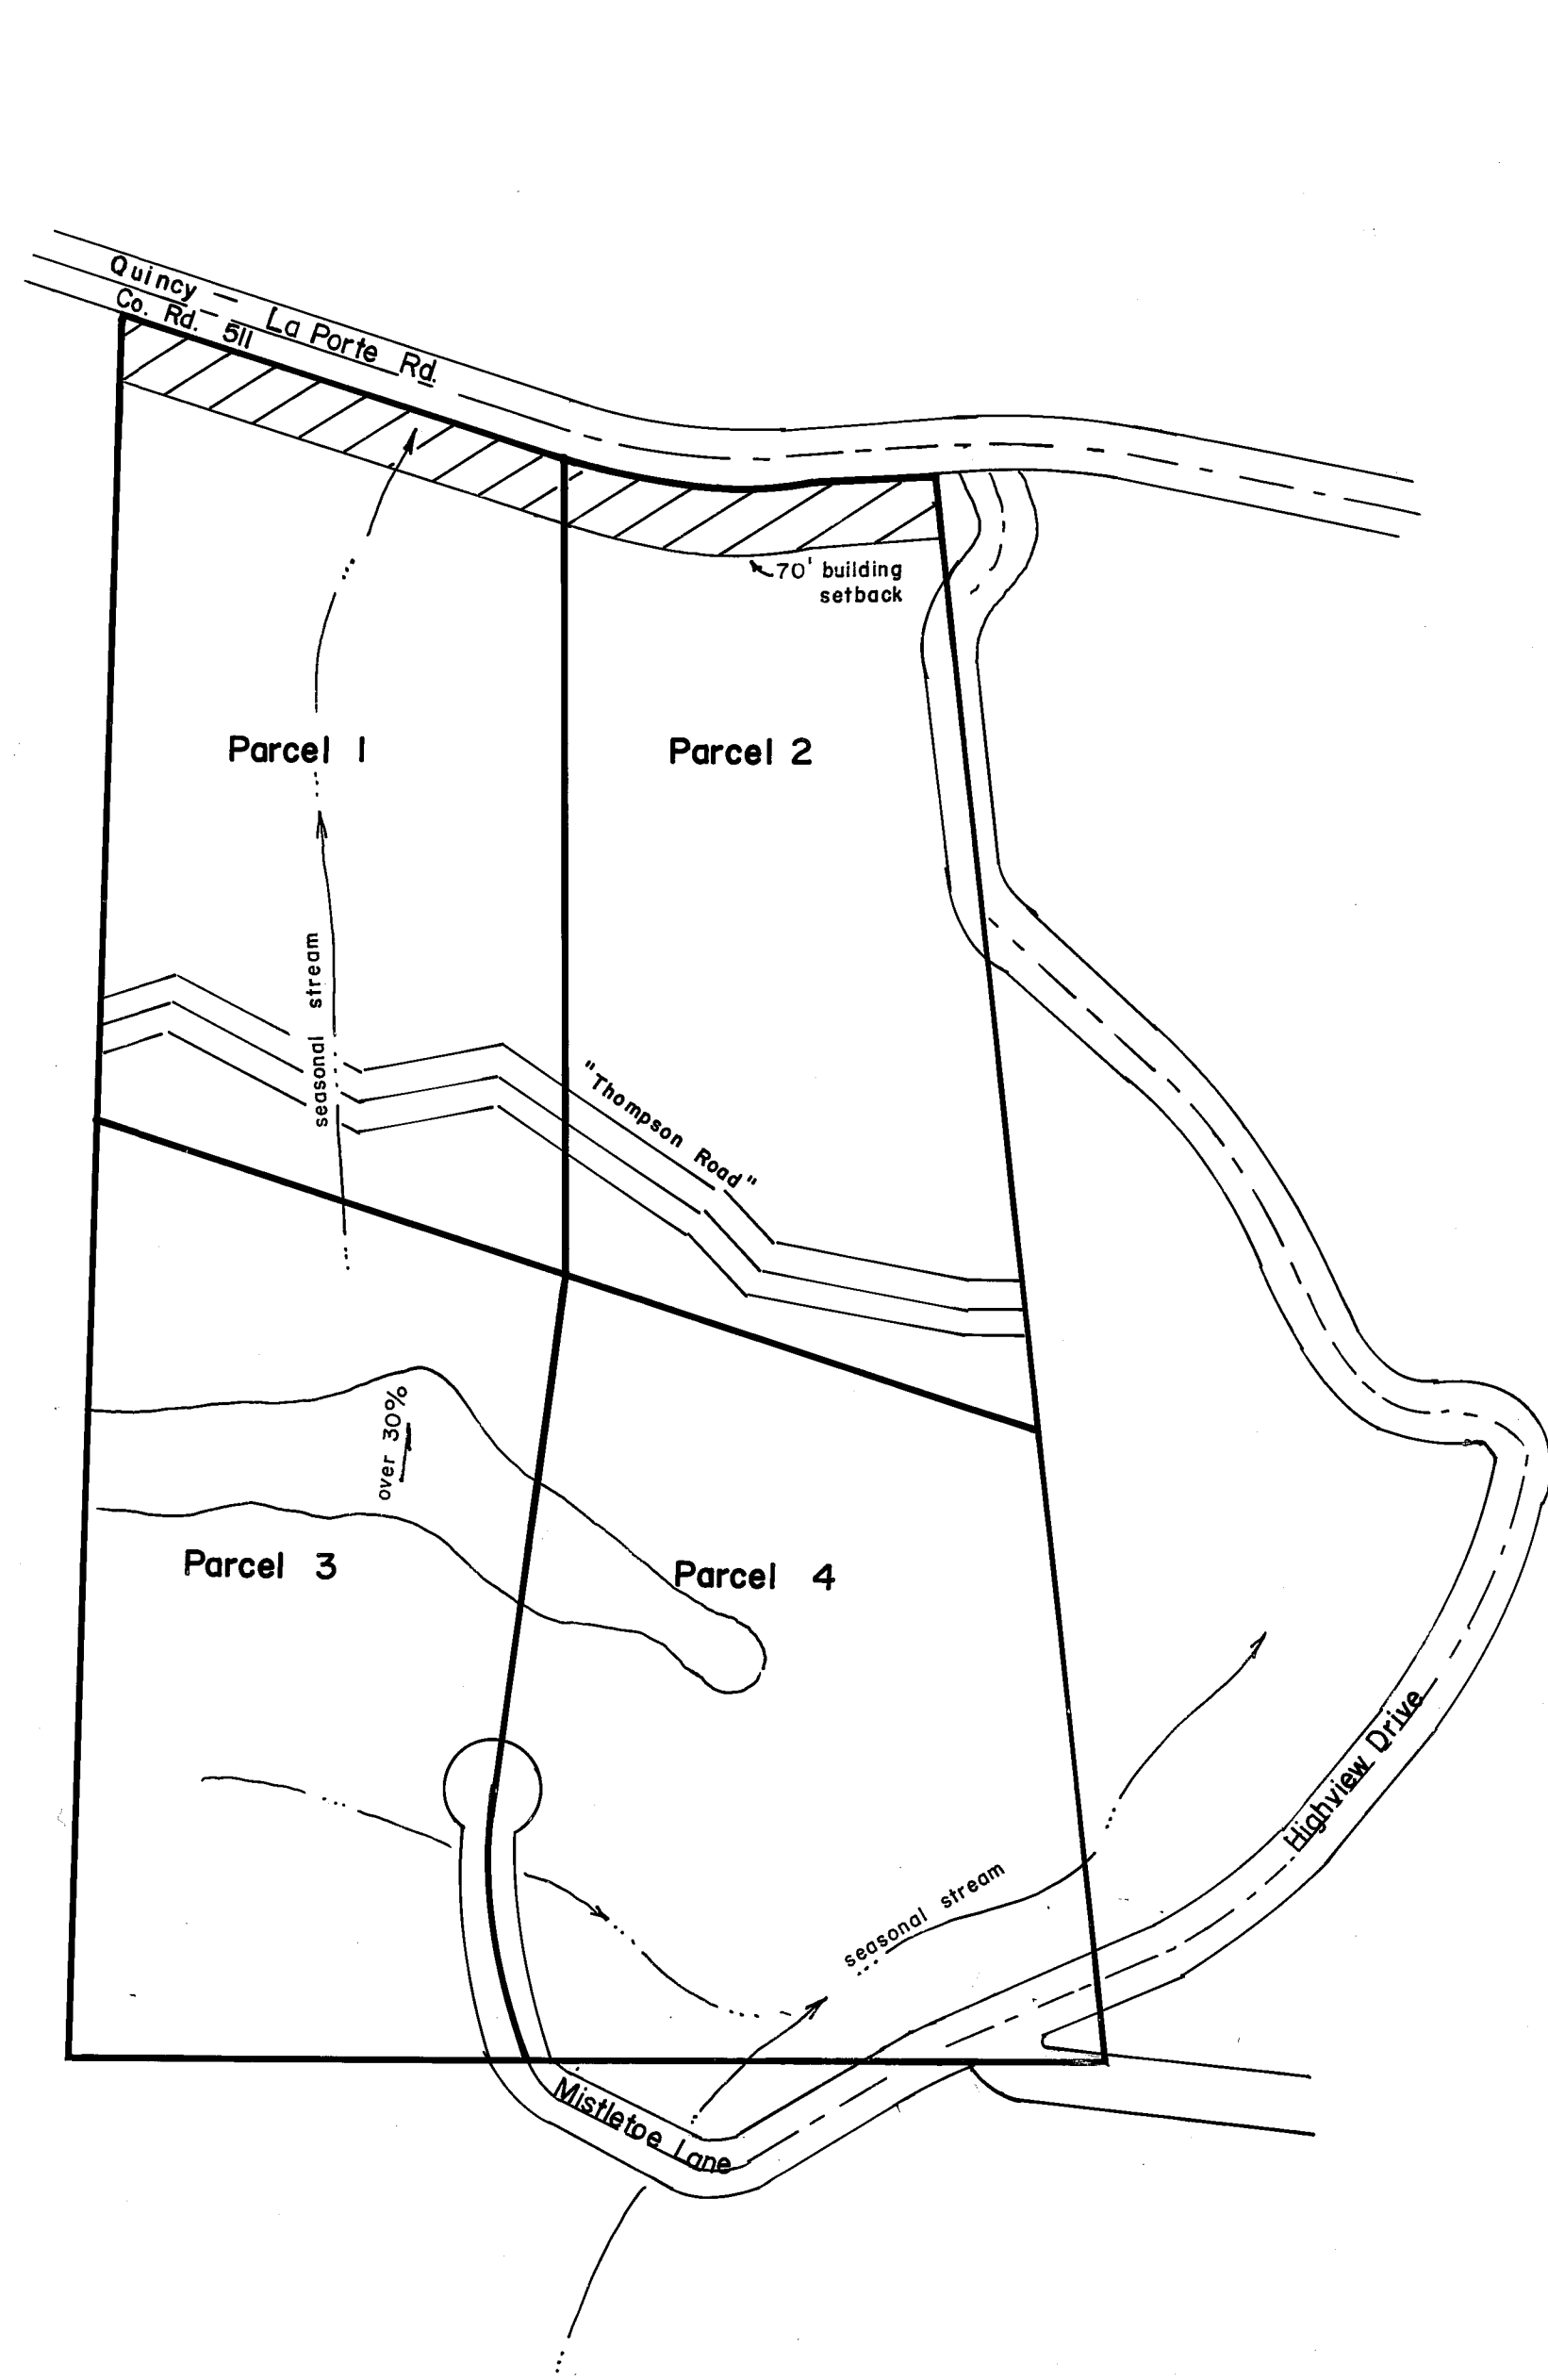 Quincy — La Porte Rd.
Co. Rd. 511
70' building
setback
Parcel 1
Parcel 2
seasonal stream
"Thompson Road"
over 30%
Parcel 3
Parcel 4
Highview Drive
seasonal stream
Mistletoe Lane